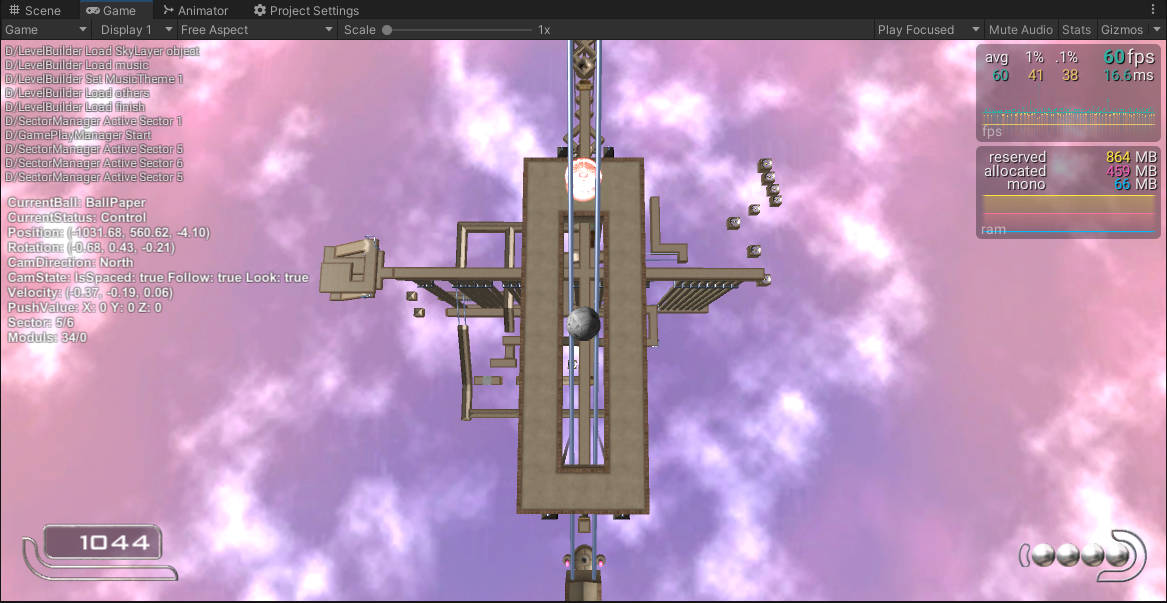 Scene Game Animator Project Settings
Game Display 1 Free Aspect Scale 1x Play Focused Mute Audio Stats Gizmos
D/LevelBuilder Load SkyLayer object
D/LevelBuilder Load music
D/LevelBuilder Set MusicTheme 1
D/LevelBuilder Load others
D/LevelBuilder Load finish
D/SectorManager Active Sector 1
D/GamePlayManager Start
D/SectorManager Active Sector 5
D/SectorManager Active Sector 6
D/SectorManager Active Sector 5
CurrentBall: BallPaper
CurrentStatus: Control
Position: (-1031.68, 560.62, -4.10)
Rotation: (-0.68, 0.43, -0.21)
CamDirection: North
CamState: IsSpaced: true Follow: true Look: true
Velocity: (-0.37, -0.19, 0.06)
PushValue: X: 0 Y: 0 Z: 0
Sector: 5/6
Moduls: 34/0
avg 1% .1% 60fps
60 41 38 16.6ms
fps
reserved 864 MB
allocated 459 MB
mono 66 MB
ram
1044